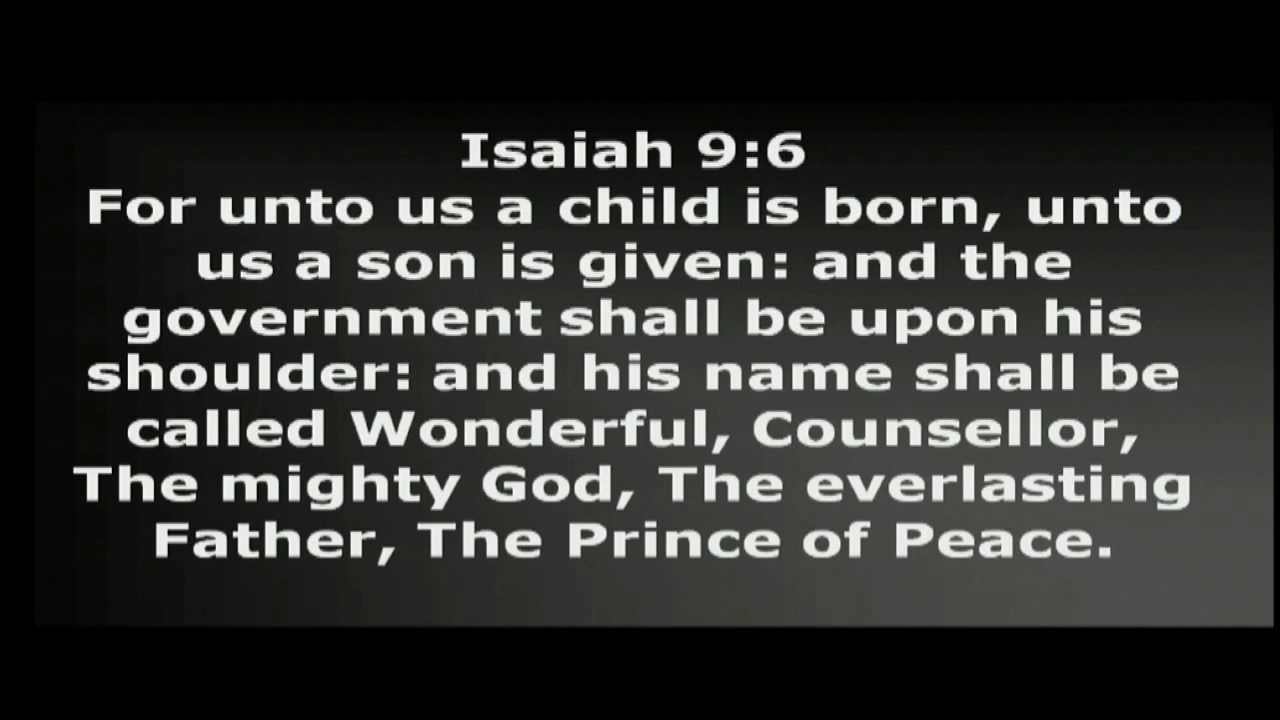 Isaiah 9:6
For unto us a child is born, unto
us a son is given: and the
government shall be upon his
shoulder: and his name shall be
called Wonderful, Counsellor,
The mighty God, The everlasting
Father, The Prince of Peace.